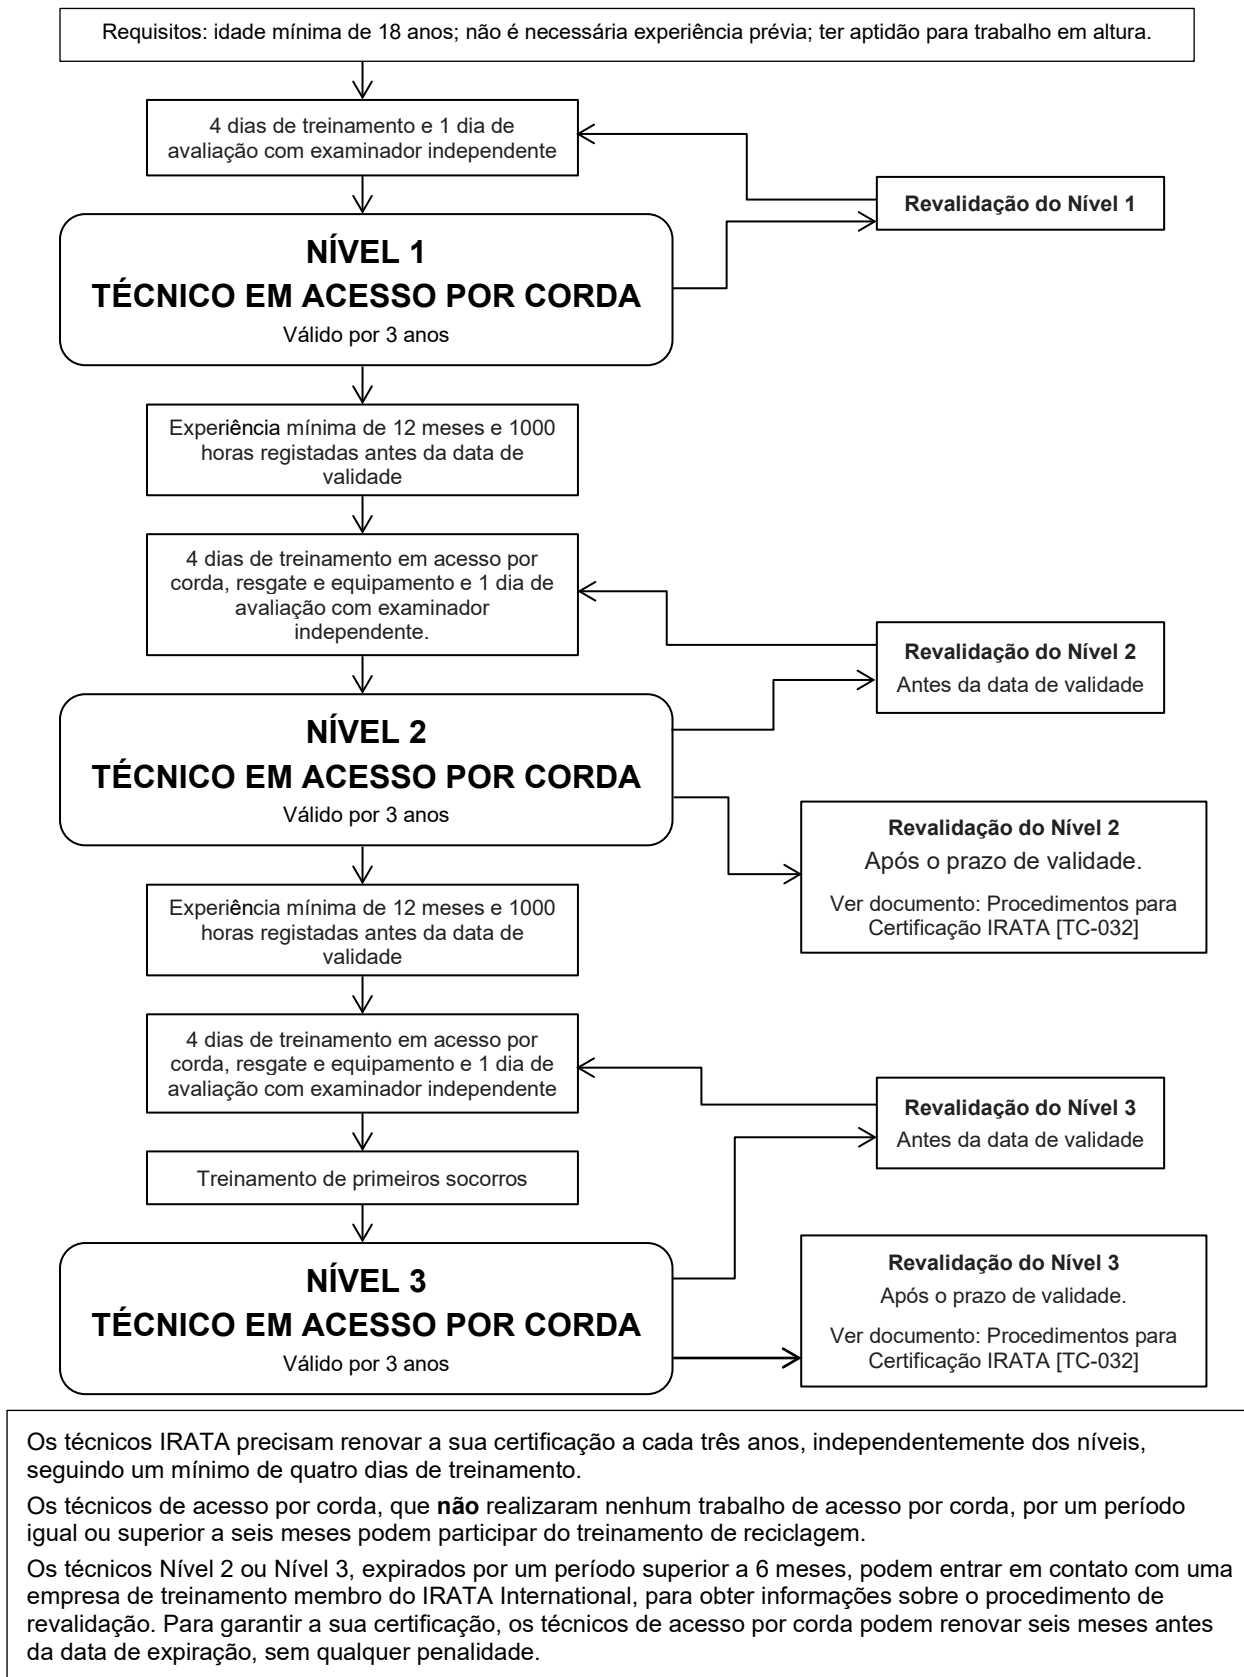 Requisitos: idade mínima de 18 anos; não é necessária experiência prévia; ter aptidão para trabalho em altura.
4 dias de treinamento e 1 dia de
avaliação com examinador independente
Revalidação do Nível 1
NÍVEL 1
TÉCNICO EM ACESSO POR CORDA
Válido por 3 anos
Experiência mínima de 12 meses e 1000
horas registadas antes da data de
validade
4 dias de treinamento em acesso por
corda, resgate e equipamento e 1 dia de
avaliação com examinador
independente.
Revalidação do Nível 2
Antes da data de validade
NÍVEL 2
TÉCNICO EM ACESSO POR CORDA
Válido por 3 anos
Revalidação do Nível 2
Após o prazo de validade.
Ver documento: Procedimentos para
Certificação IRATA [TC-032]
Experiência mínima de 12 meses e 1000
horas registadas antes da data de
validade
4 dias de treinamento em acesso por
corda, resgate e equipamento e 1 dia de
avaliação com examinador independente
Revalidação do Nível 3
Antes da data de validade
Treinamento de primeiros socorros
NÍVEL 3
TÉCNICO EM ACESSO POR CORDA
Válido por 3 anos
Revalidação do Nível 3
Após o prazo de validade.
Ver documento: Procedimentos para
Certificação IRATA [TC-032]
Os técnicos IRATA precisam renovar a sua certificação a cada três anos, independentemente dos níveis,
seguindo um mínimo de quatro dias de treinamento.
Os técnicos de acesso por corda, que não realizaram nenhum trabalho de acesso por corda, por um período
igual ou superior a seis meses podem participar do treinamento de reciclagem.
Os técnicos Nível 2 ou Nível 3, expirados por um período superior a 6 meses, podem entrar em contato com uma
empresa de treinamento membro do IRATA International, para obter informações sobre o procedimento de
revalidação. Para garantir a sua certificação, os técnicos de acesso por corda podem renovar seis meses antes
da data de expiração, sem qualquer penalidade.